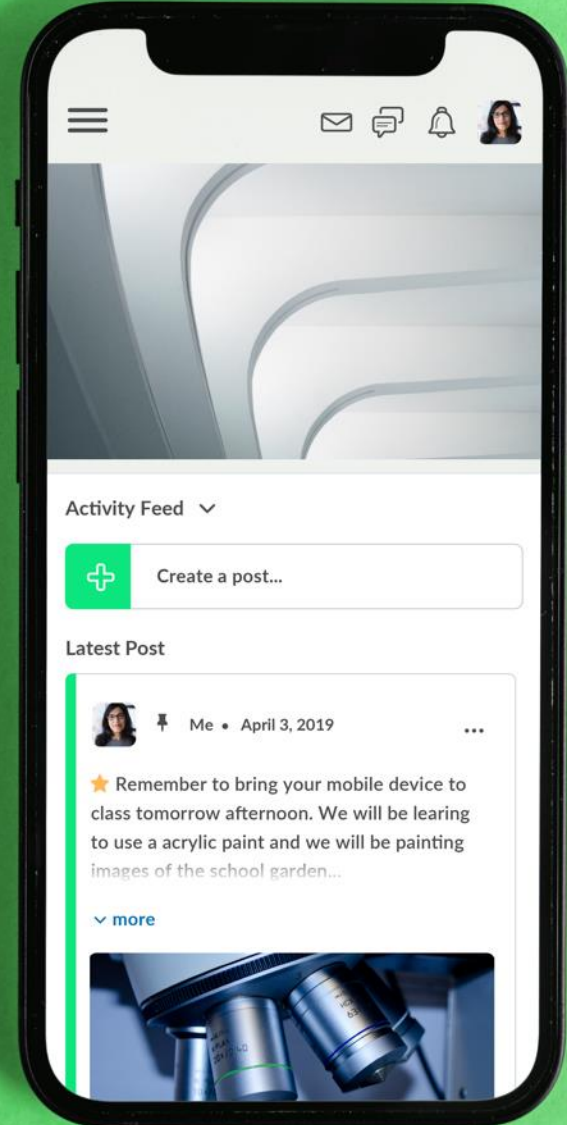 Activity Feed
Create a post...
Latest Post
Me • April 3, 2019
Remember to bring your mobile device to
class tomorrow afternoon. We will be learing
to use a acrylic paint and we will be painting
images of the school garden...
more